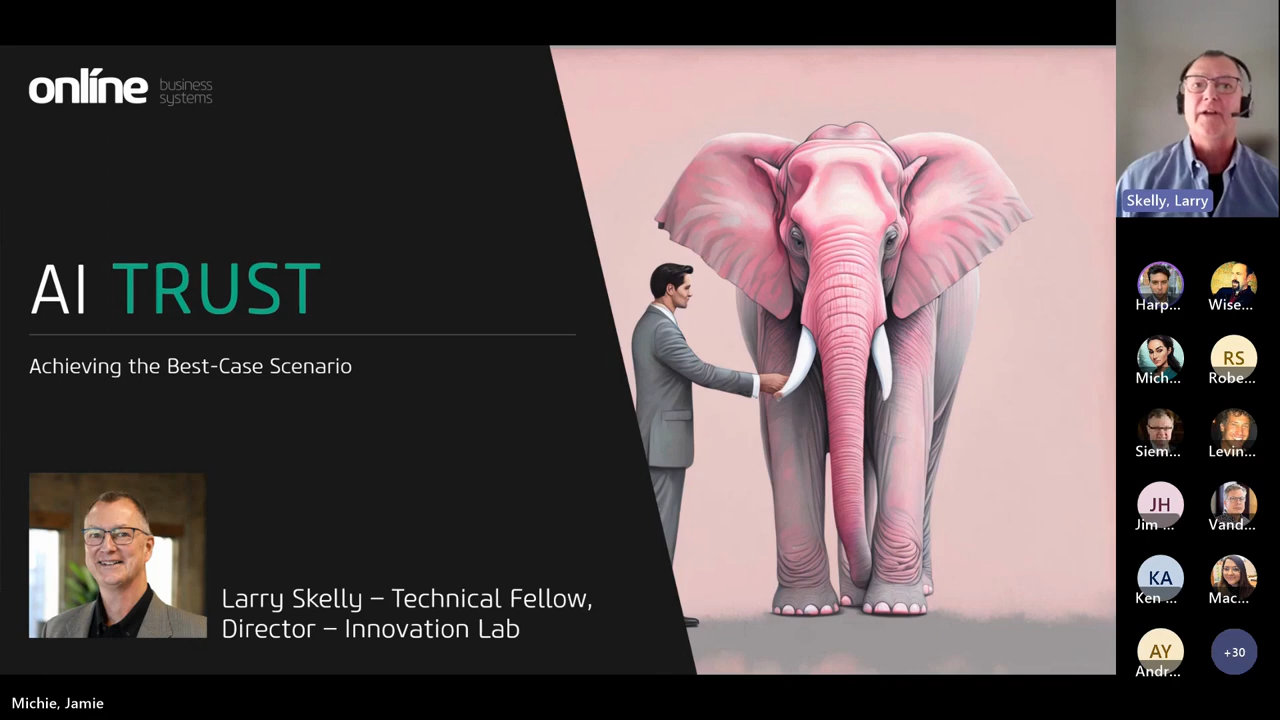 onlíne business systems
AI TRUST
Achieving the Best-Case Scenario
Larry Skelly – Technical Fellow,
Director – Innovation Lab
Skelly, Larry
Harp...
Wise...
Mich...
RS
Robe...
Siem...
Levin...
JH
Jim ...
Vand...
KA
Ken ...
Mac...
AY
Andr...
+30
Michie, Jamie